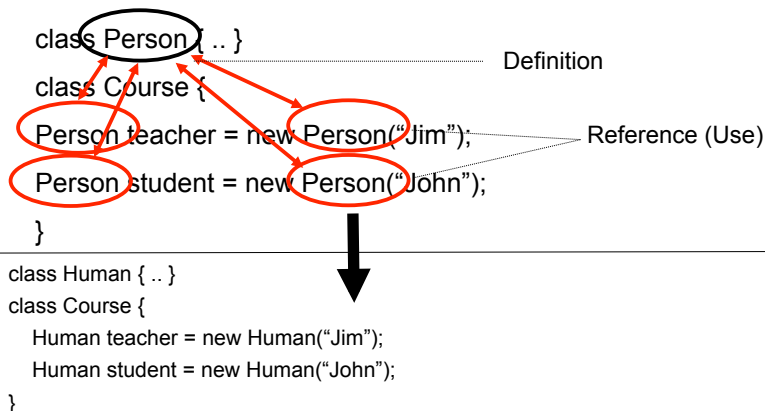 class Person { .. }
Definition
class Course {
Person teacher = new Person(“Jim”);
Reference (Use)
Person student = new Person(“John”);
}
class Human { .. }
class Course {
Human teacher = new Human(“Jim”);
Human student = new Human(“John”);
}